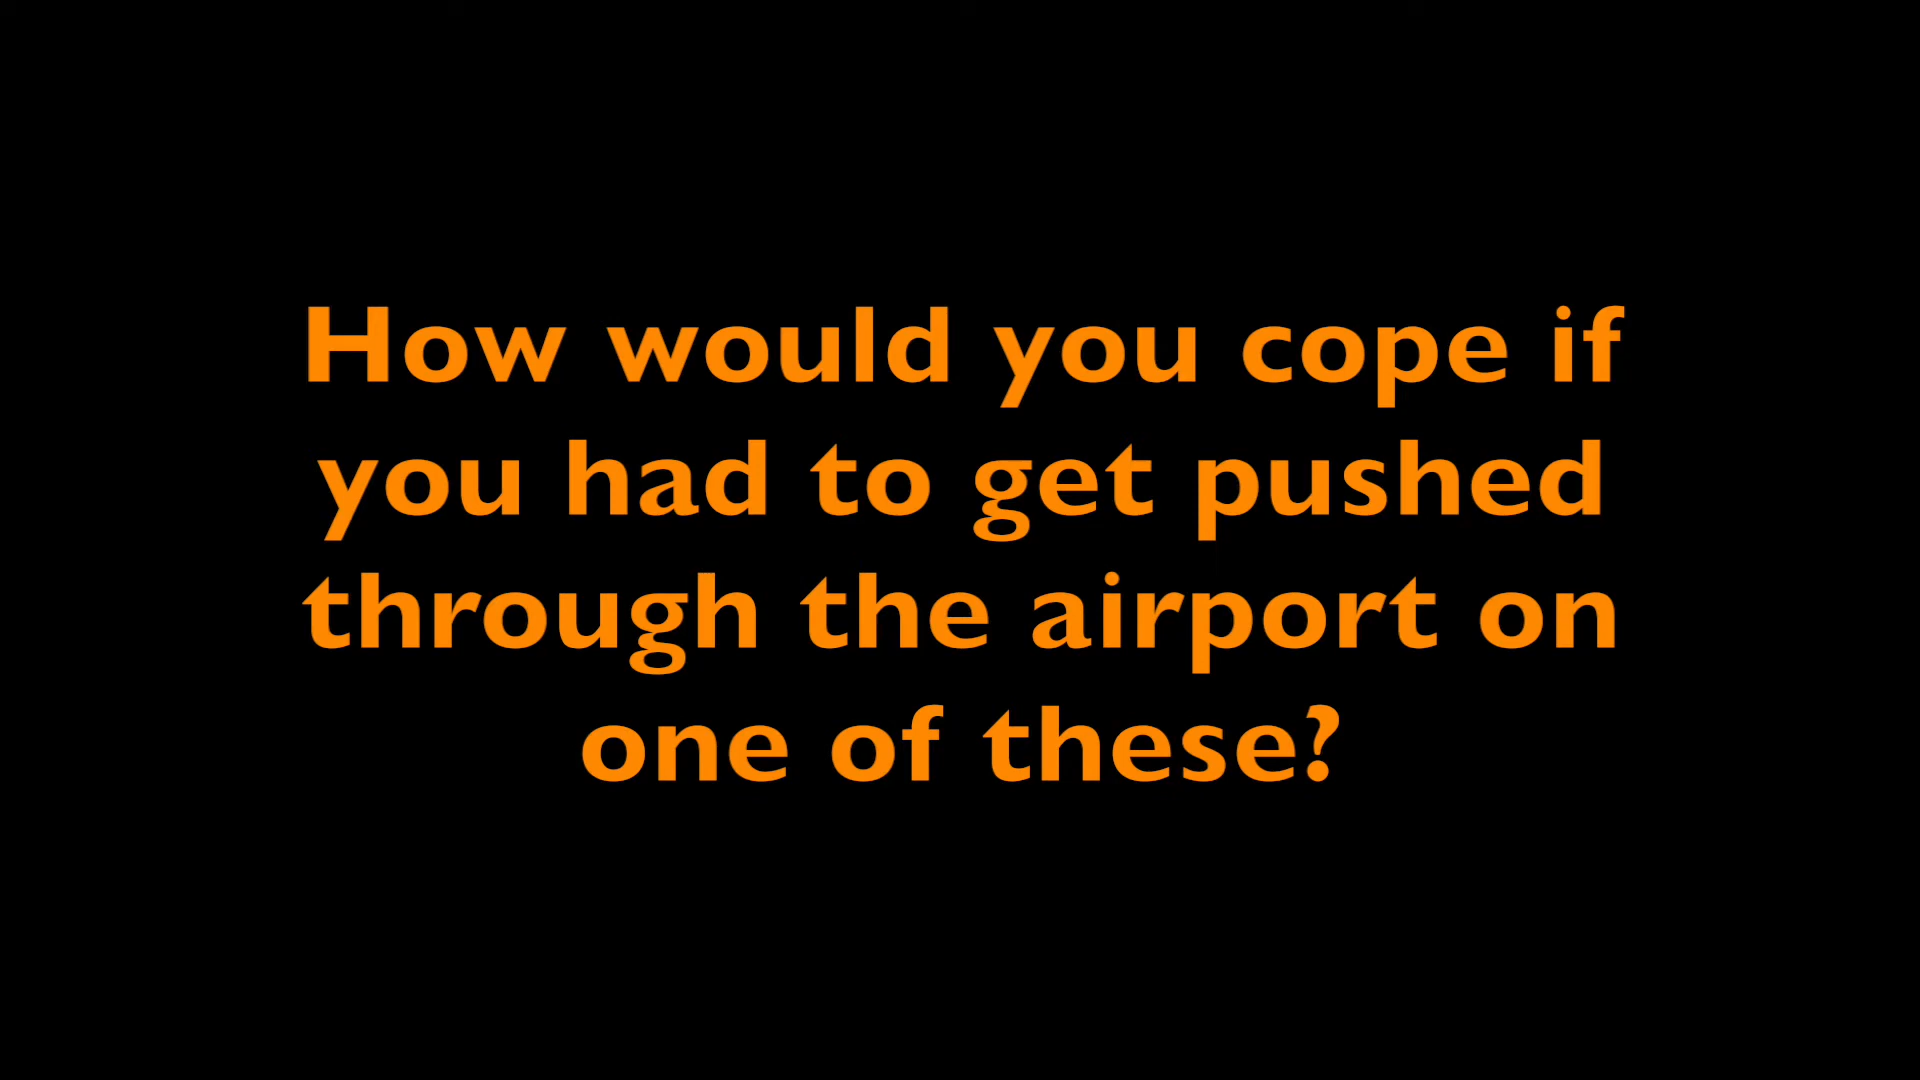 How would you cope if
you had to get pushed
through the airport on
one of these?